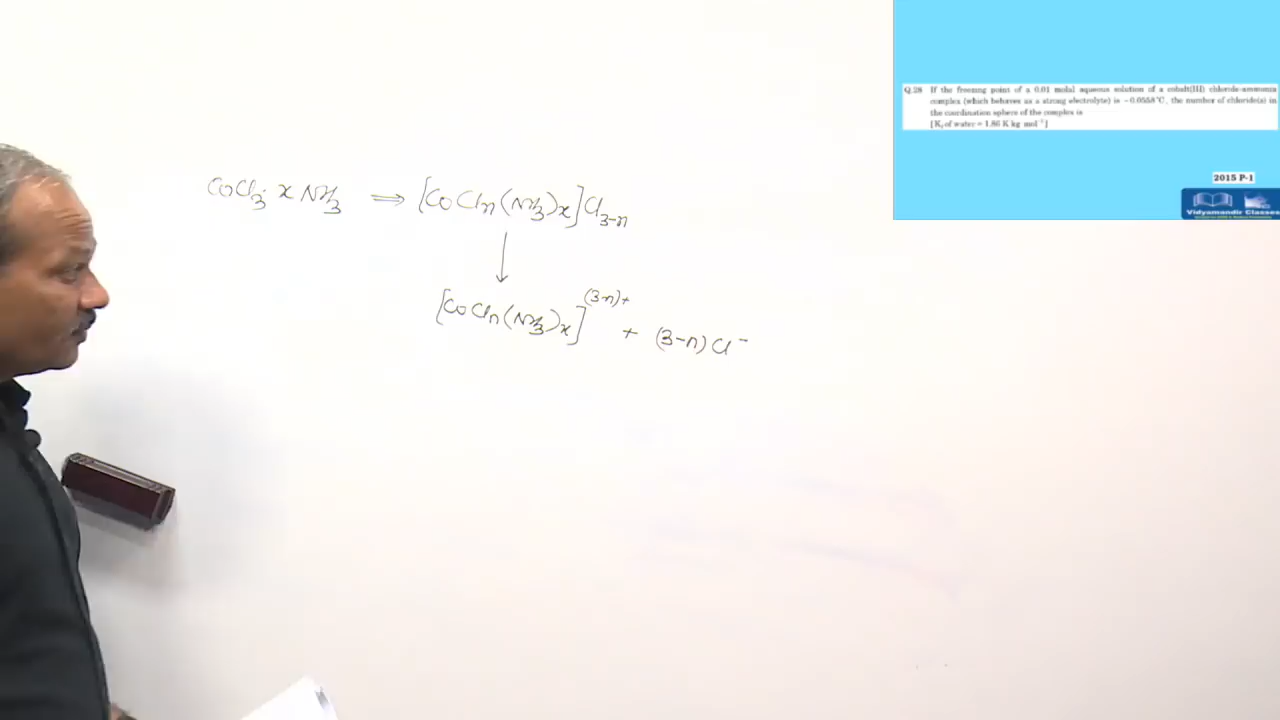 Q.28 If the freezing point of a 0.01 molal aqueous solution of a cobalt(III) chloride-ammonia
complex (which behaves as a strong electrolyte) is −0.0558°C, the number of chloride(s) in
the coordination sphere of the complex is
[Kf of water = 1.86 K kg mol⁻¹]
2015 P-1
Vidyamandir Classes
CoCl₃·x NH₃ ⟹ [CoCln(NH₃)x]Cl₃₋n
↓
[CoCln(NH₃)x]⁽³⁻ⁿ⁾⁺ + (3-n)Cl⁻